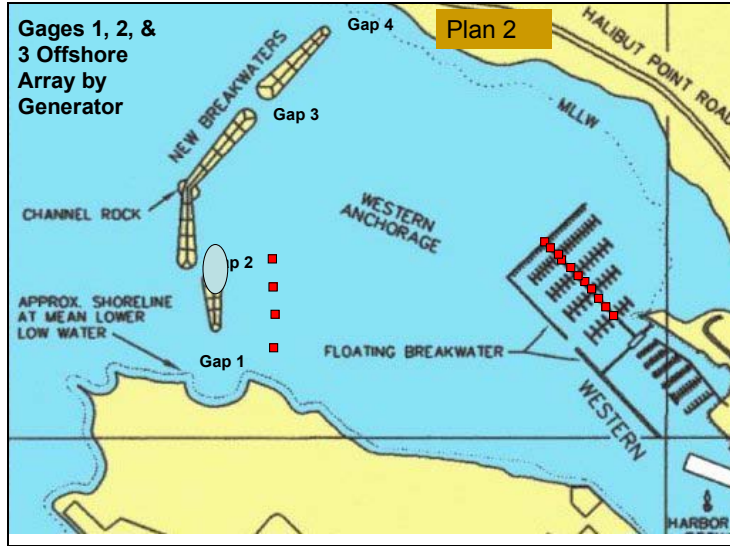 Gages 1, 2, &
3 Offshore
Array by
Generator
Gap 4
Plan 2
HALIBUT POINT ROAD
NEW BREAKWATERS
Gap 3
MLLW
CHANNEL ROCK
WESTERN
ANCHORAGE
p 2
APPROX. SHORELINE
AT MEAN LOWER
LOW WATER
Gap 1
FLOATING BREAKWATER
WESTERN
HARBOR